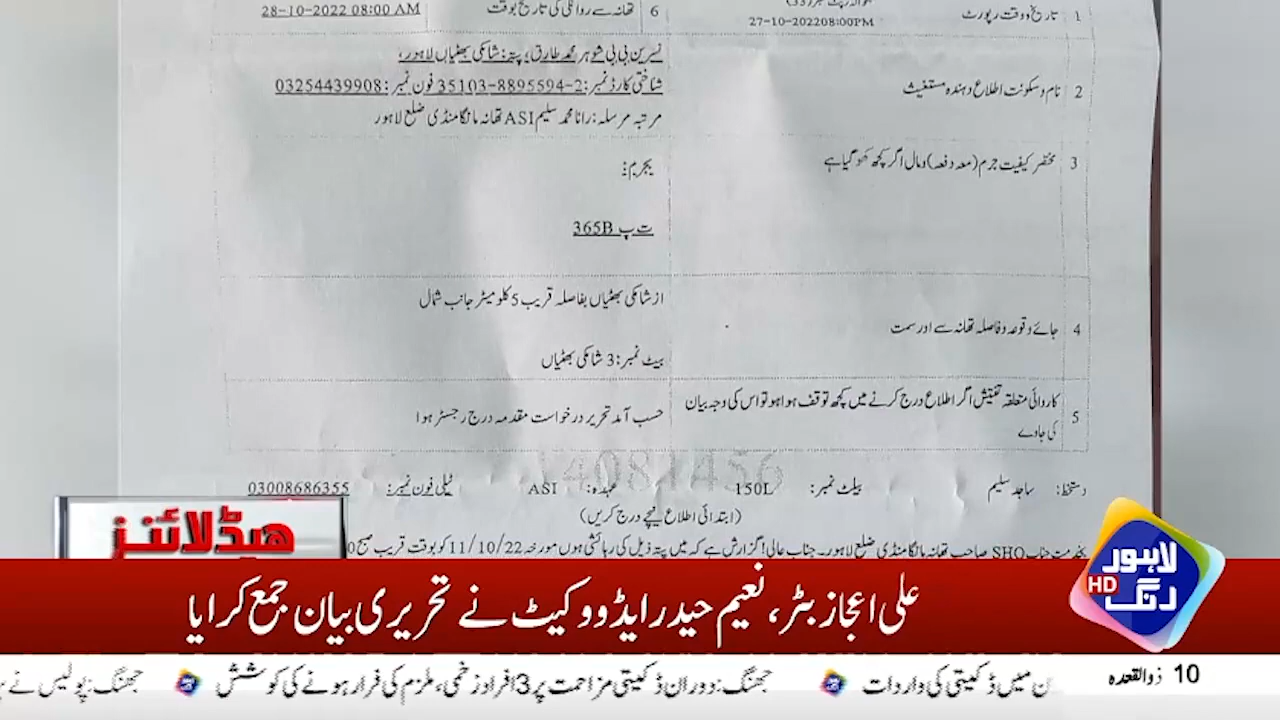 1 تاریخ و وقت رپورٹ
27-10-2022 08:00PM
6 تھانہ سے روانگی کی تاریخ بوقت
28-10-2022 08:00 AM
2 نام و سکونت اطلاع دہندہ مستغیث
نسرین بی بی شوہر محمد طارق، پتہ: شامکی بھٹیاں لاہور،
شناختی کارڈ نمبر: 2-8895594-35103 فون نمبر: 03254439908
مرتبہ مرسلہ: رانا محمد سلیم ASI تھانہ مانگا منڈی ضلع لاہور
3 مختصر کیفیت جرم (معہ دفعہ) و مال اگر کچھ کھو گیا ہے
بجرم:
ت پ 365B
4 جائے وقوعہ و فاصلہ تھانہ سے اور سمت
از شامکی بھٹیاں بفاصلہ قریب 5 کلومیٹر جانب شمال
بیٹ نمبر: 3 شامکی بھٹیاں
5 کاروائی متعلقہ تفتیش اگر اطلاع درج کرنے میں کچھ توقف ہوا ہو تو اس کی وجہ بیان کی جاوے
حسب آمد تحریر درخواست مقدمہ درج رجسٹر ہوا
دستخط: ساجد سلیم بیلٹ نمبر: 150L عہدہ: ASI ٹیلی فون نمبر: 03008686355
(ابتدائی اطلاع نیچے درج کریں)
بخدمت جناب SHO صاحب تھانہ مانگا منڈی ضلع لاہور۔ جناب عالی! گزارش ہے کہ میں پتہ ذیل کی رہائشی ہوں مورخہ 11/10/22 کو بوقت قریب صبح
ہیڈلائنز
لاہور رنگ HD
علی اعجاز بٹر، نعیم حیدر ایڈووکیٹ نے تحریری بیان جمع کرایا
10 ذوالقعدہ
میں ڈکیتی کی واردات
جھنگ: دوران ڈکیتی مزاحمت پر 3 افراد زخمی، ملزم کی فرار ہونے کی کوشش
جھنگ: پولیس نے